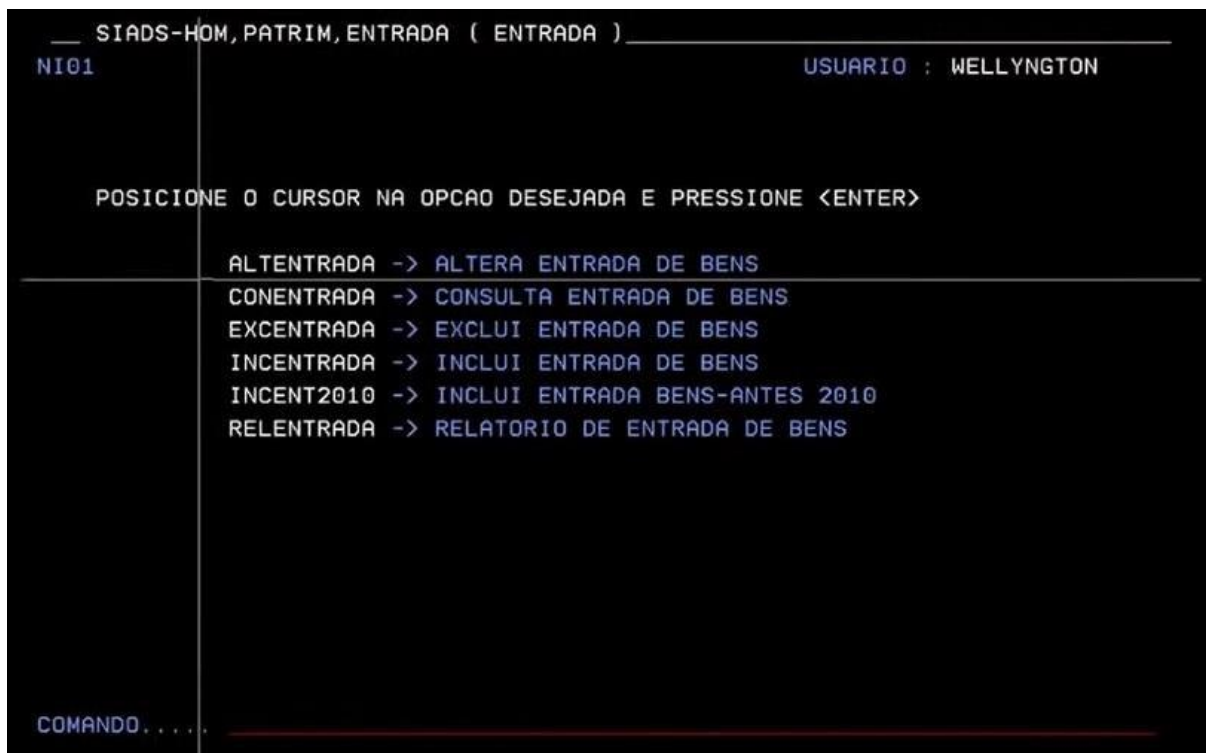 __ SIADS-HOM,PATRIM,ENTRADA ( ENTRADA )
NI01 USUARIO : WELLYNGTON
POSICIONE O CURSOR NA OPCAO DESEJADA E PRESSIONE <ENTER>
ALTENTRADA -> ALTERA ENTRADA DE BENS
CONENTRADA -> CONSULTA ENTRADA DE BENS
EXCENTRADA -> EXCLUI ENTRADA DE BENS
INCENTRADA -> INCLUI ENTRADA DE BENS
INCENT2010 -> INCLUI ENTRADA BENS-ANTES 2010
RELENTRADA -> RELATORIO DE ENTRADA DE BENS
COMANDO.....